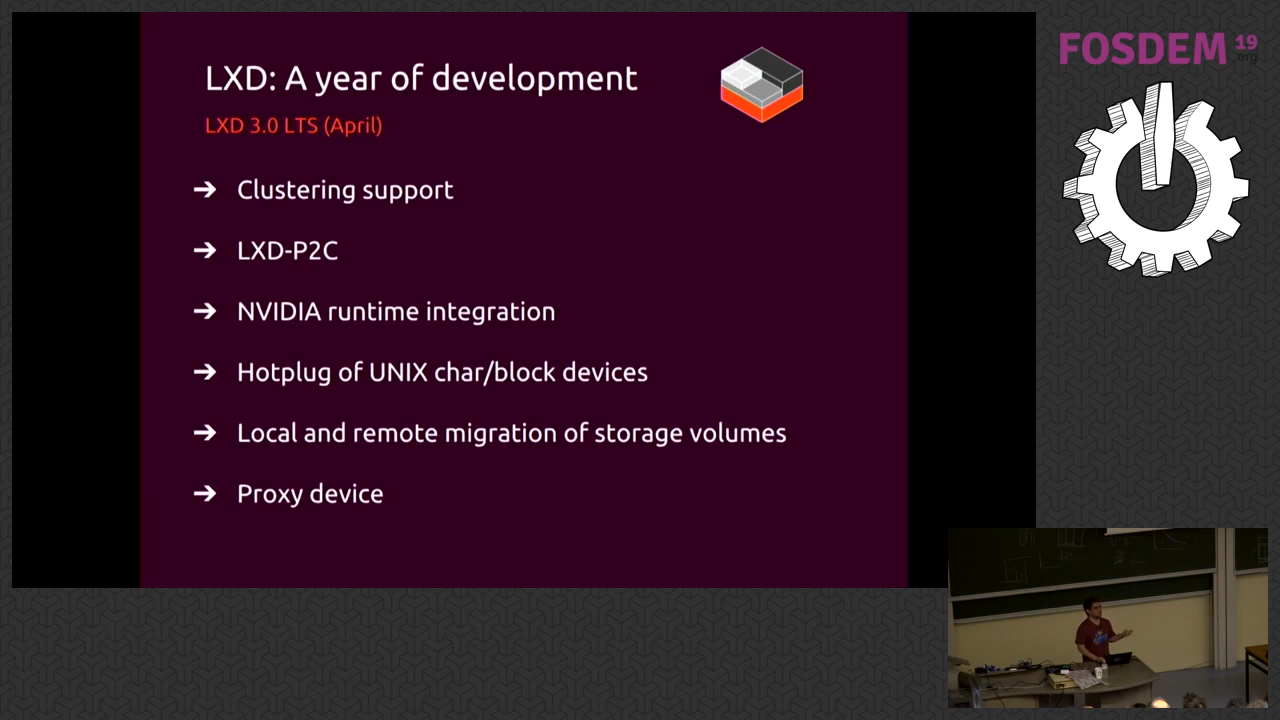 LXD: A year of development
LXD 3.0 LTS (April)
➔ Clustering support
➔ LXD-P2C
➔ NVIDIA runtime integration
➔ Hotplug of UNIX char/block devices
➔ Local and remote migration of storage volumes
➔ Proxy device
FOSDEM 19
.org